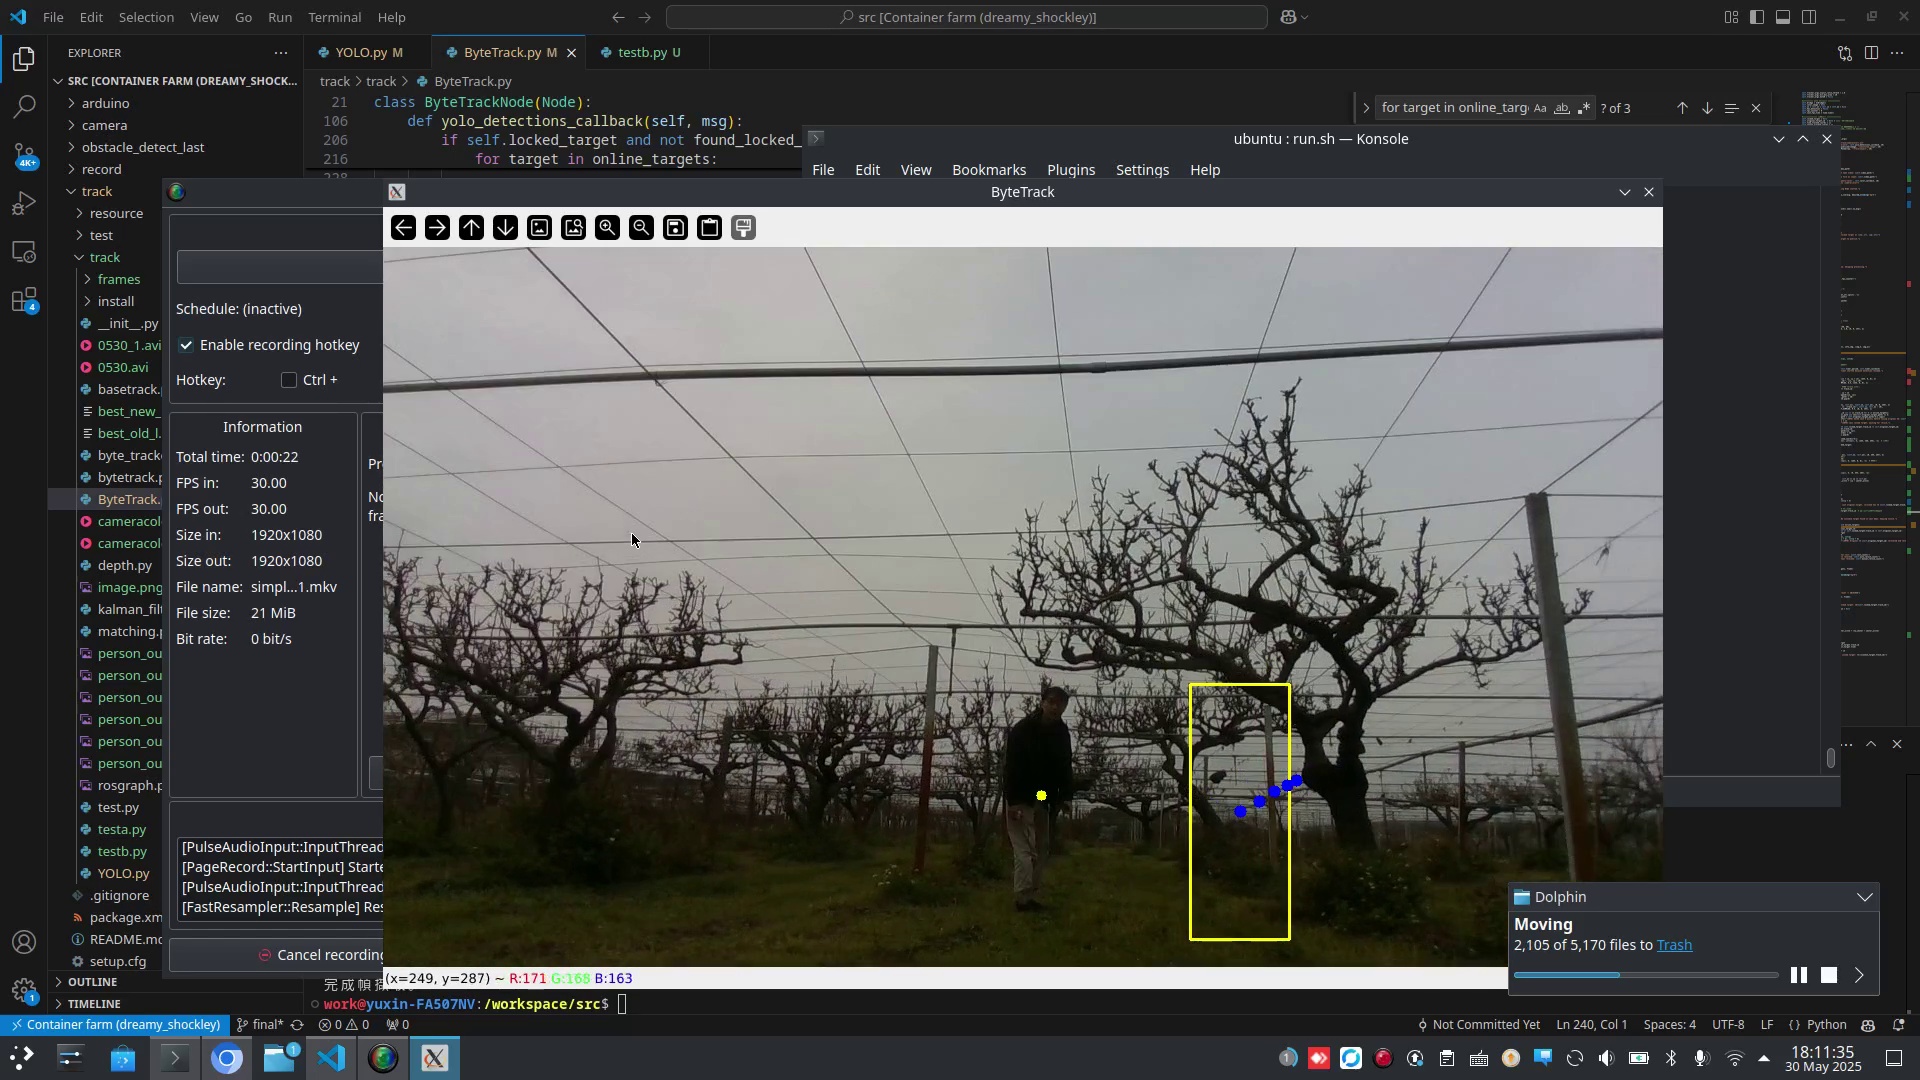 File Edit Selection View Go Run Terminal Help
src [Container farm (dreamy_shockley)]
EXPLORER
SRC [CONTAINER FARM (DREAMY_SHOCK...
arduino
camera
obstacle_detect_last
record
track
resource
test
track
frames
install
__init__.py
0530_1.avi
0530.avi
basetrack.
best_new_
best_old_l.
byte_track
bytetrack.p
ByteTrack.
cameracol
cameracol
depth.py
image.png
kalman_filt
matching.p
person_ou
person_ou
person_ou
person_ou
person_ou
person_ou
rosgraph.p
test.py
testa.py
testb.py
YOLO.py
.gitignore
package.xm
README.md
setup.cfg
OUTLINE
TIMELINE
4K+
4
1
YOLO.py M
ByteTrack.py M
testb.py U
track > track > ByteTrack.py
21 class ByteTrackNode(Node):
106 def yolo_detections_callback(self, msg):
206 if self.locked_target and not found_locked_
216 for target in online_targets:
for target in online_targ
Aa ab .*
? of 3
ubuntu : run.sh — Konsole
File Edit View Bookmarks Plugins Settings Help
ByteTrack
Schedule: (inactive)
Enable recording hotkey
Hotkey: Ctrl +
Information
Total time: 0:00:22
FPS in: 30.00
FPS out: 30.00
Size in: 1920x1080
Size out: 1920x1080
File name: simpl...1.mkv
File size: 21 MiB
Bit rate: 0 bit/s
Pr
No
fra
[PulseAudioInput::InputThread
[PageRecord::StartInput] Starte
[PulseAudioInput::InputThread
[FastResampler::Resample] Res
Cancel recording
(x=249, y=287) ~ R:171 G:168 B:163
work@yuxin-FA507NV:/workspace/src$
Dolphin
Moving
2,105 of 5,170 files to Trash
Container farm (dreamy_shockley) final* 0 0 0
Not Committed Yet Ln 240, Col 1 Spaces: 4 UTF-8 LF {} Python
1
1
18:11:35
30 May 2025